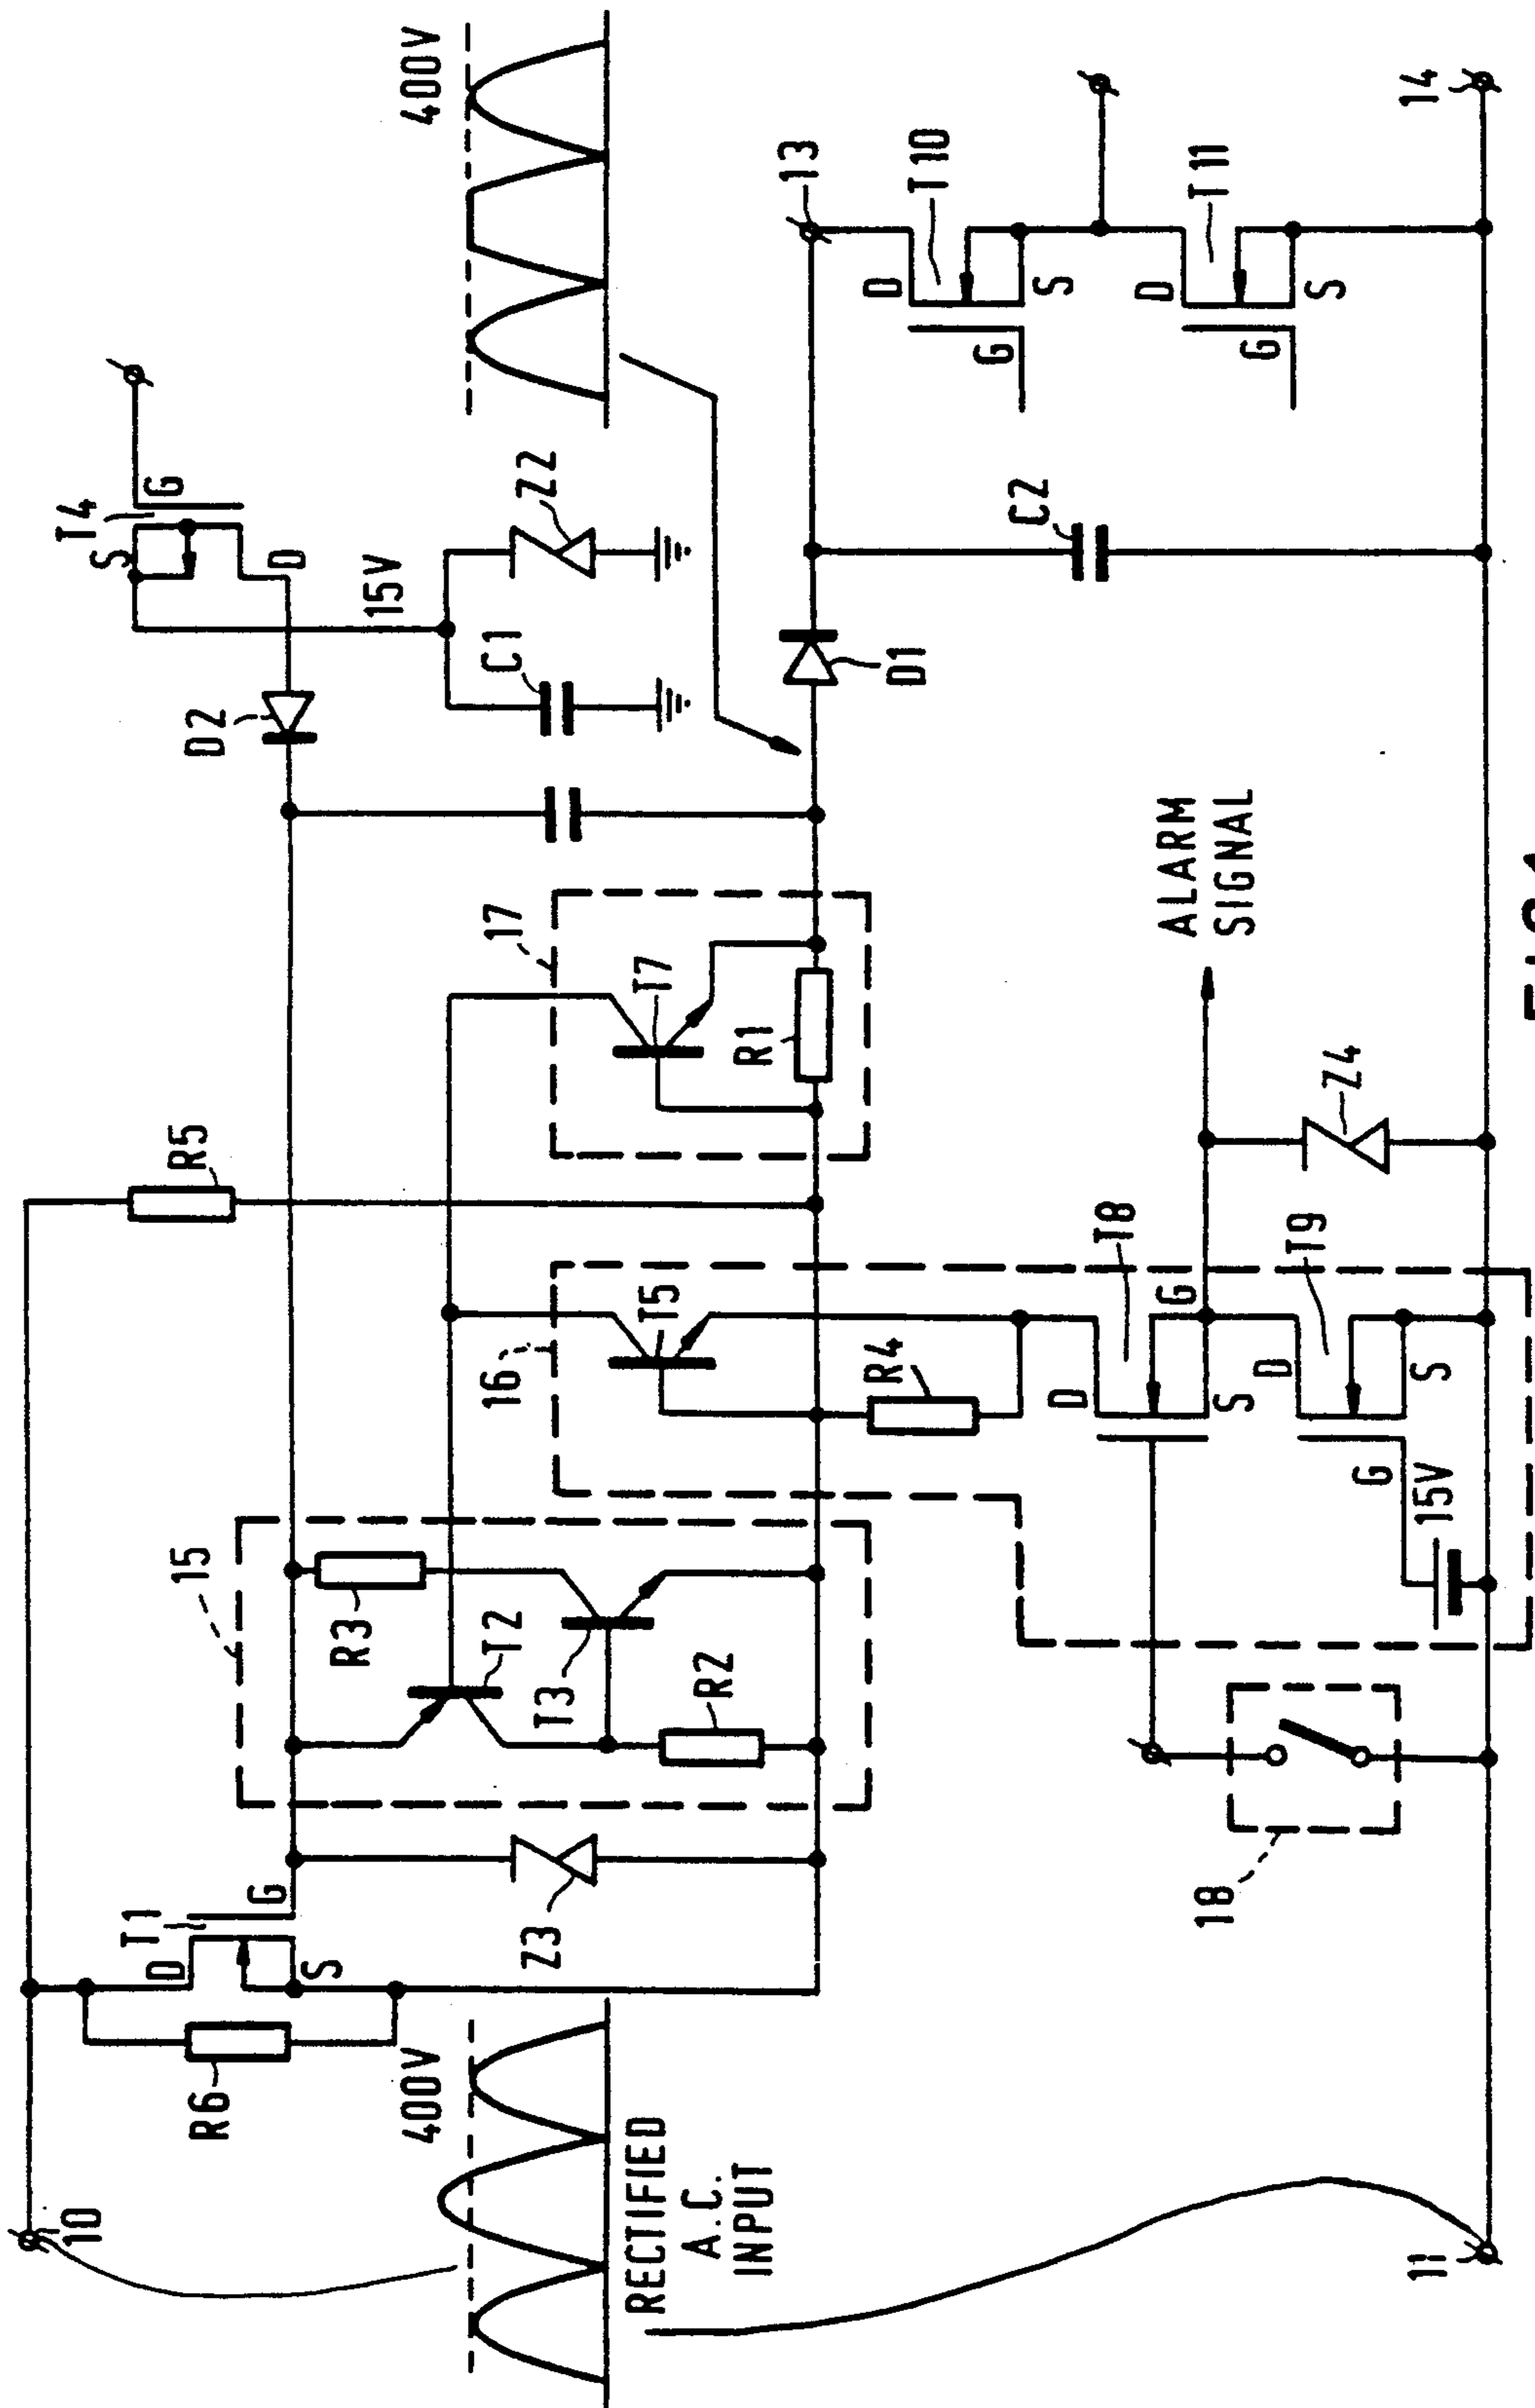 10
T1
D
G
S
R6
400V
RECTIFIED
A.C.
INPUT
11
Z3
15
R3
T2
T3
R2
R5
16
T5
R4
17
T7
R1
D2
T4
S
G
D
15V
C1
Z2
400V
D1
C2
13
D
T10
G
S
D
T11
G
S
14
18
D
T8
G
S
D
T9
G
S
15V
Z4
ALARM
SIGNAL